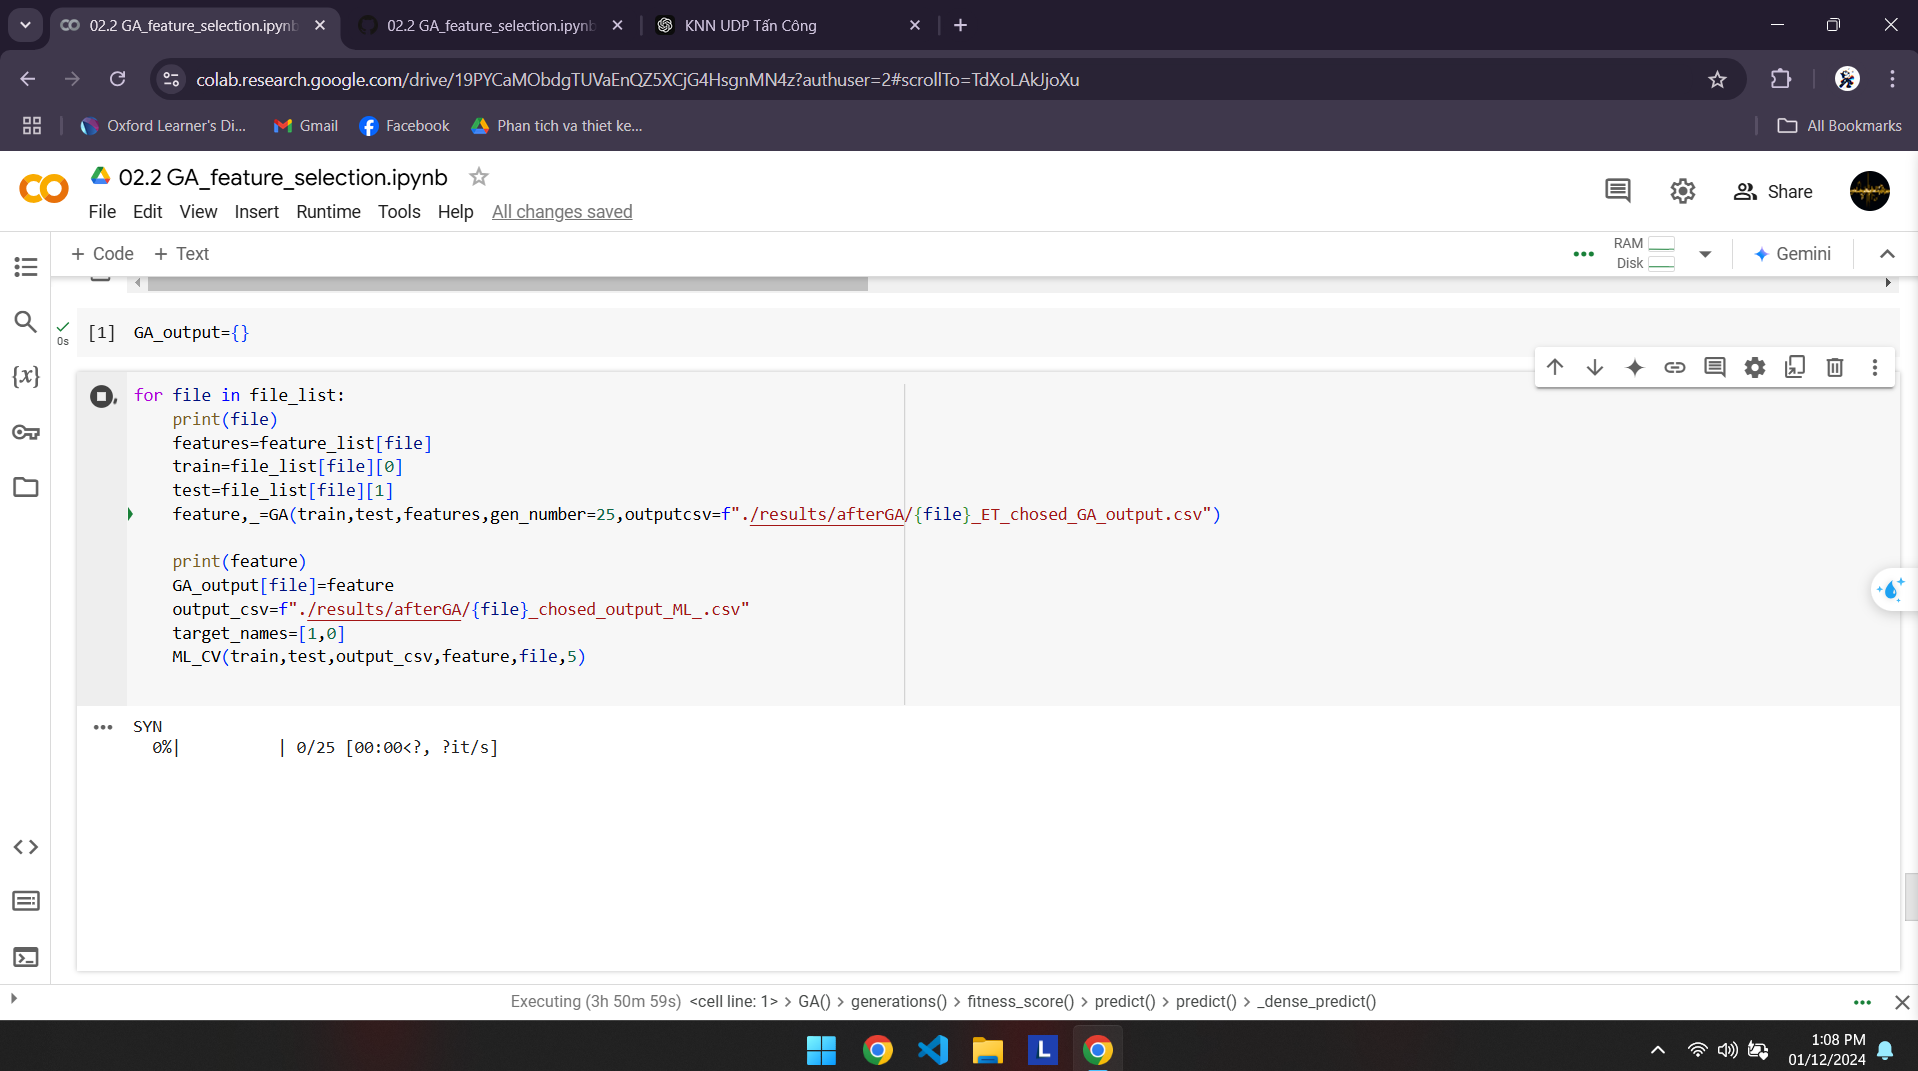 02.2 GA_feature_selection.ipynb
02.2 GA_feature_selection.ipynb
KNN UDP Tấn Công
colab.research.google.com/drive/19PYCaMObdgTUVaEnQZ5XCjG4HsgnMN4z?authuser=2#scrollTo=TdXoLAkJjoXu
Oxford Learner's Di...
Gmail
Facebook
Phan tich va thiet ke...
All Bookmarks
02.2 GA_feature_selection.ipynb
File Edit View Insert Runtime Tools Help All changes saved
Share
+ Code + Text
RAM
Disk
Gemini
0s
[1] GA_output={}
for file in file_list:
    print(file)
    features=feature_list[file]
    train=file_list[file][0]
    test=file_list[file][1]
    feature,_=GA(train,test,features,gen_number=25,outputcsv=f"./results/afterGA/{file}_ET_chosed_GA_output.csv")
    print(feature)
    GA_output[file]=feature
    output_csv=f"./results/afterGA/{file}_chosed_output_ML_.csv"
    target_names=[1,0]
    ML_CV(train,test,output_csv,feature,file,5)
SYN
  0%|          | 0/25 [00:00<?, ?it/s]
Executing (3h 50m 59s) <cell line: 1> > GA() > generations() > fitness_score() > predict() > predict() > _dense_predict()
L
1:08 PM
01/12/2024